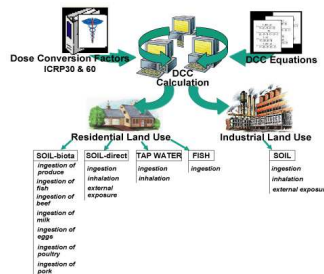 Dose Conversion Factors
ICRP30 & 60
DCC
Calculation
DCC Equations
Residential Land Use
Industrial Land Use
SOIL-biota
ingestion of
produce
ingestion of
fish
ingestion of
beef
ingestion of
milk
ingestion of
eggs
ingestion of
poultry
ingestion of
pork
SOIL-direct
ingestion
inhalation
external
exposure
TAP WATER
ingestion
inhalation
FISH
ingestion
SOIL
ingestion
inhalation
external exposur